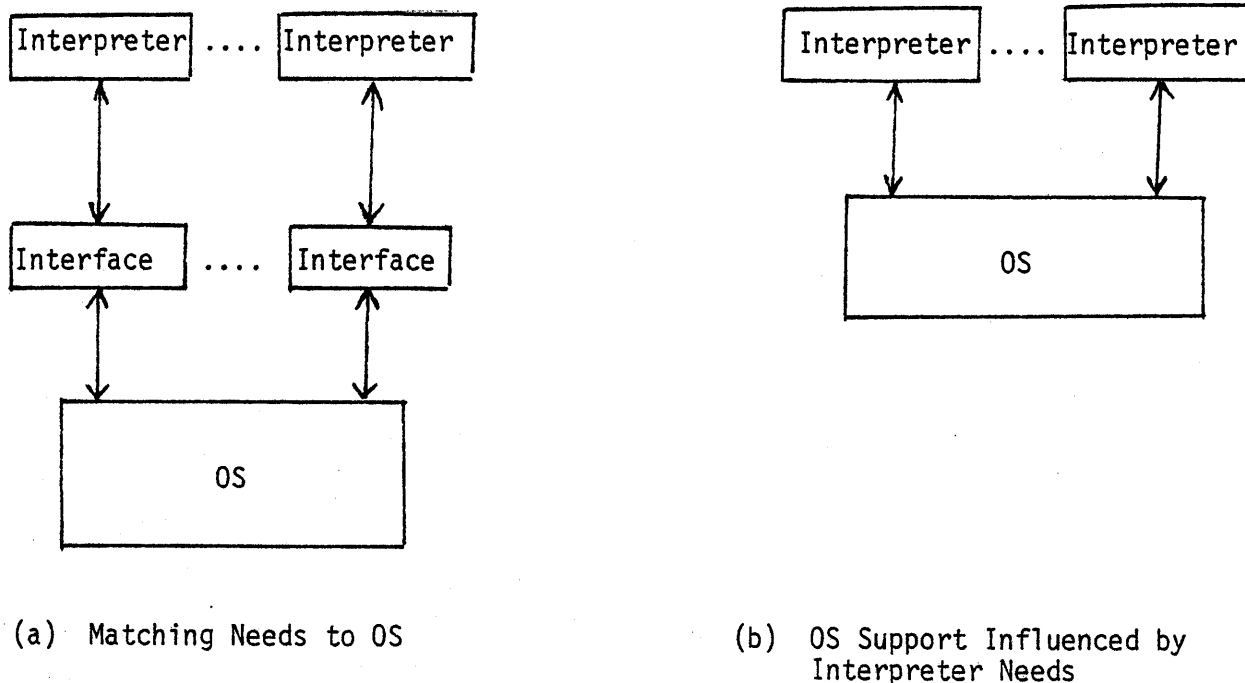 Interpreter .... Interpreter
Interface .... Interface
OS
(a) Matching Needs to OS
Interpreter .... Interpreter
OS
(b) OS Support Influenced by
Interpreter Needs